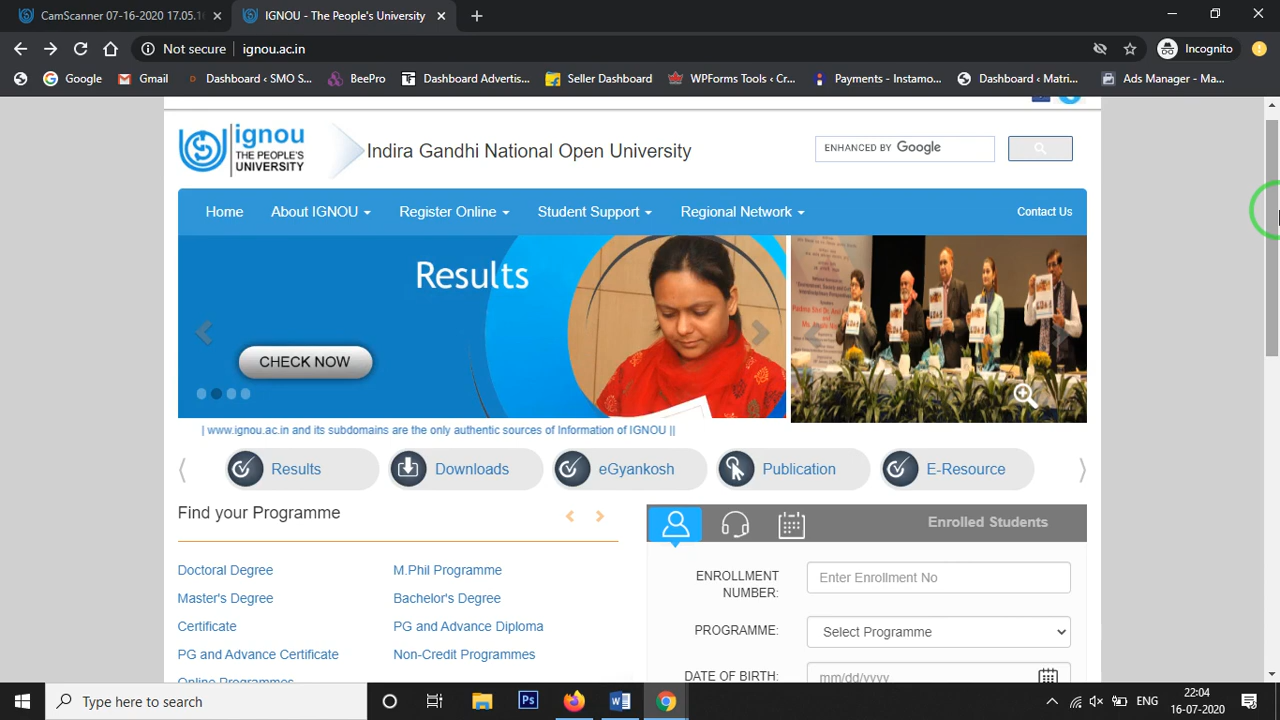 CamScanner 07-16-2020 17.05.1
IGNOU - The People's University
Not secure
ignou.ac.in
Incognito
Google
Gmail
Dashboard ‹ SMO S...
BeePro
Dashboard Advertis...
Seller Dashboard
WPForms Tools ‹ Cr...
Payments - Instamo...
Dashboard ‹ Matri...
Ads Manager - Ma...
ignou
THE PEOPLE'S
UNIVERSITY
Indira Gandhi National Open University
ENHANCED BY Google
Home
About IGNOU
Register Online
Student Support
Regional Network
Contact Us
Results
CHECK NOW
| www.ignou.ac.in and its subdomains are the only authentic sources of Information of IGNOU ||
Results
Downloads
eGyankosh
Publication
E-Resource
Find your Programme
Enrolled Students
Doctoral Degree
M.Phil Programme
Master's Degree
Bachelor's Degree
Certificate
PG and Advance Diploma
PG and Advance Certificate
Non-Credit Programmes
Online Programmes
ENROLLMENT
NUMBER:
Enter Enrollment No
PROGRAMME:
Select Programme
DATE OF BIRTH:
mm/dd/yyyy
Type here to search
ENG
22:04
16-07-2020